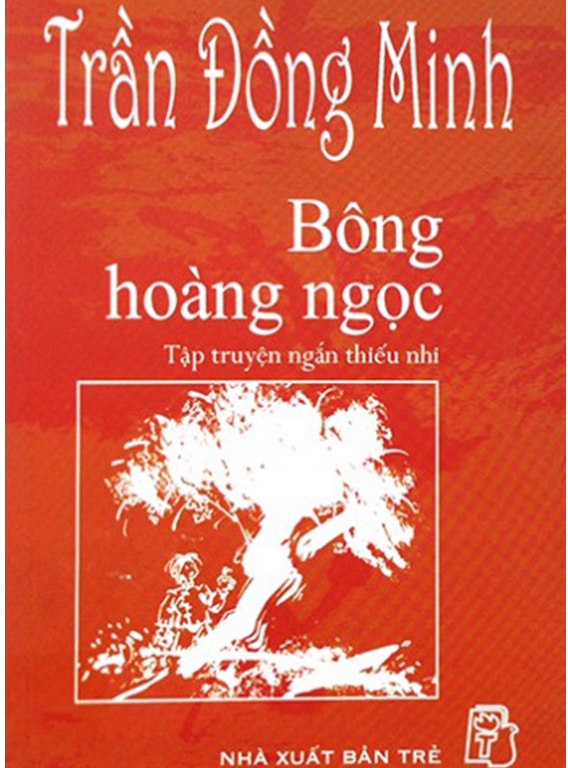 Trần Đồng Minh
Bông
hoàng ngọc
Tập truyện ngắn thiếu nhi
NHÀ XUẤT BẢN TRẺ
T